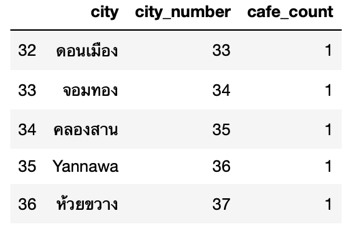 city city_number cafe_count
32 ดอนเมือง 33 1
33 จอมทอง 34 1
34 คลองสาน 35 1
35 Yannawa 36 1
36 ห้วยขวาง 37 1